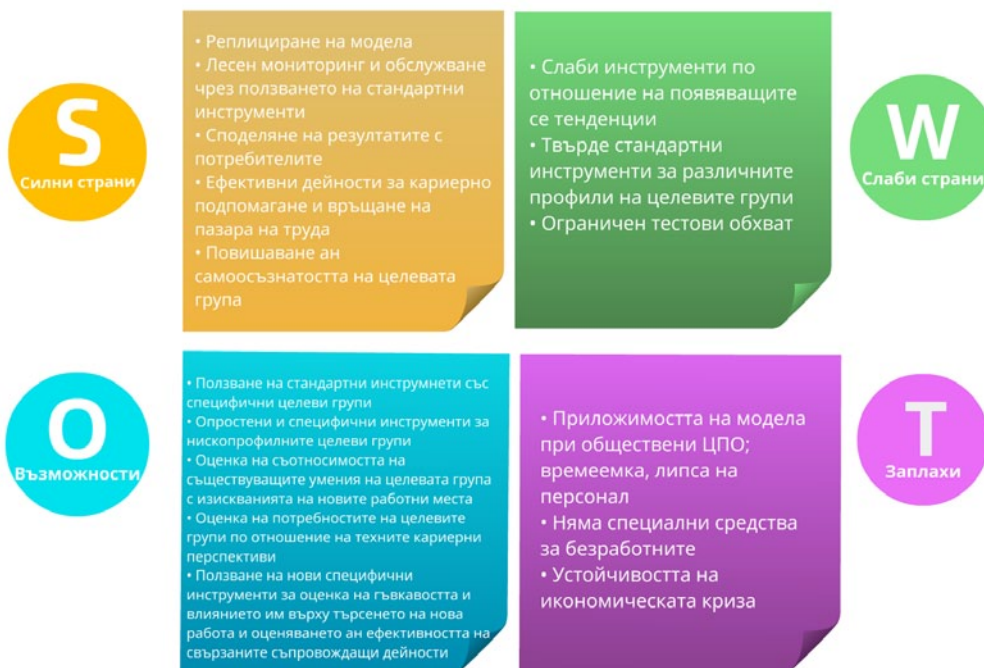 S
Силни страни
• Реплициране на модела
• Лесен мониторинг и обслужване
чрез ползването на стандартни
инструменти
• Споделяне на резултатите с
потребителите
• Ефективни дейности за кариерно
подпомагане и връщане на
пазара на труда
• Повишаване ан
самоосъзнатостта на целевата
група
• Слаби инструменти по
отношение на появяващите
се тенденции
• Твърде стандартни
инструменти за различните
профили на целевите групи
• Ограничен тестови обхват
W
Слаби страни
O
Възможности
• Ползване на стандартни инструмнети със
специфични целеви групи
• Опростени и специфични инструменти за
нископрофилните целеви групи
• Оценка на съотносимостта на
съществуващите умения на целевата група
с изискванията на новите работни места
• Оценка на потребностите на целевите
групи по отношение на техните кариерни
перспективи
• Ползване на нови специфични
инструменти за оценка на гъвкавостта и
влиянието им върху търсенето на нова
работа и оценяването ан ефективността на
свързаните съпровождащи дейности
• Приложимостта на модела
при обществени ЦПО;
времеемка, липса на
персонал
• Няма специални средства
за безработните
• Устойчивостта на
икономическата криза
T
Заплахи